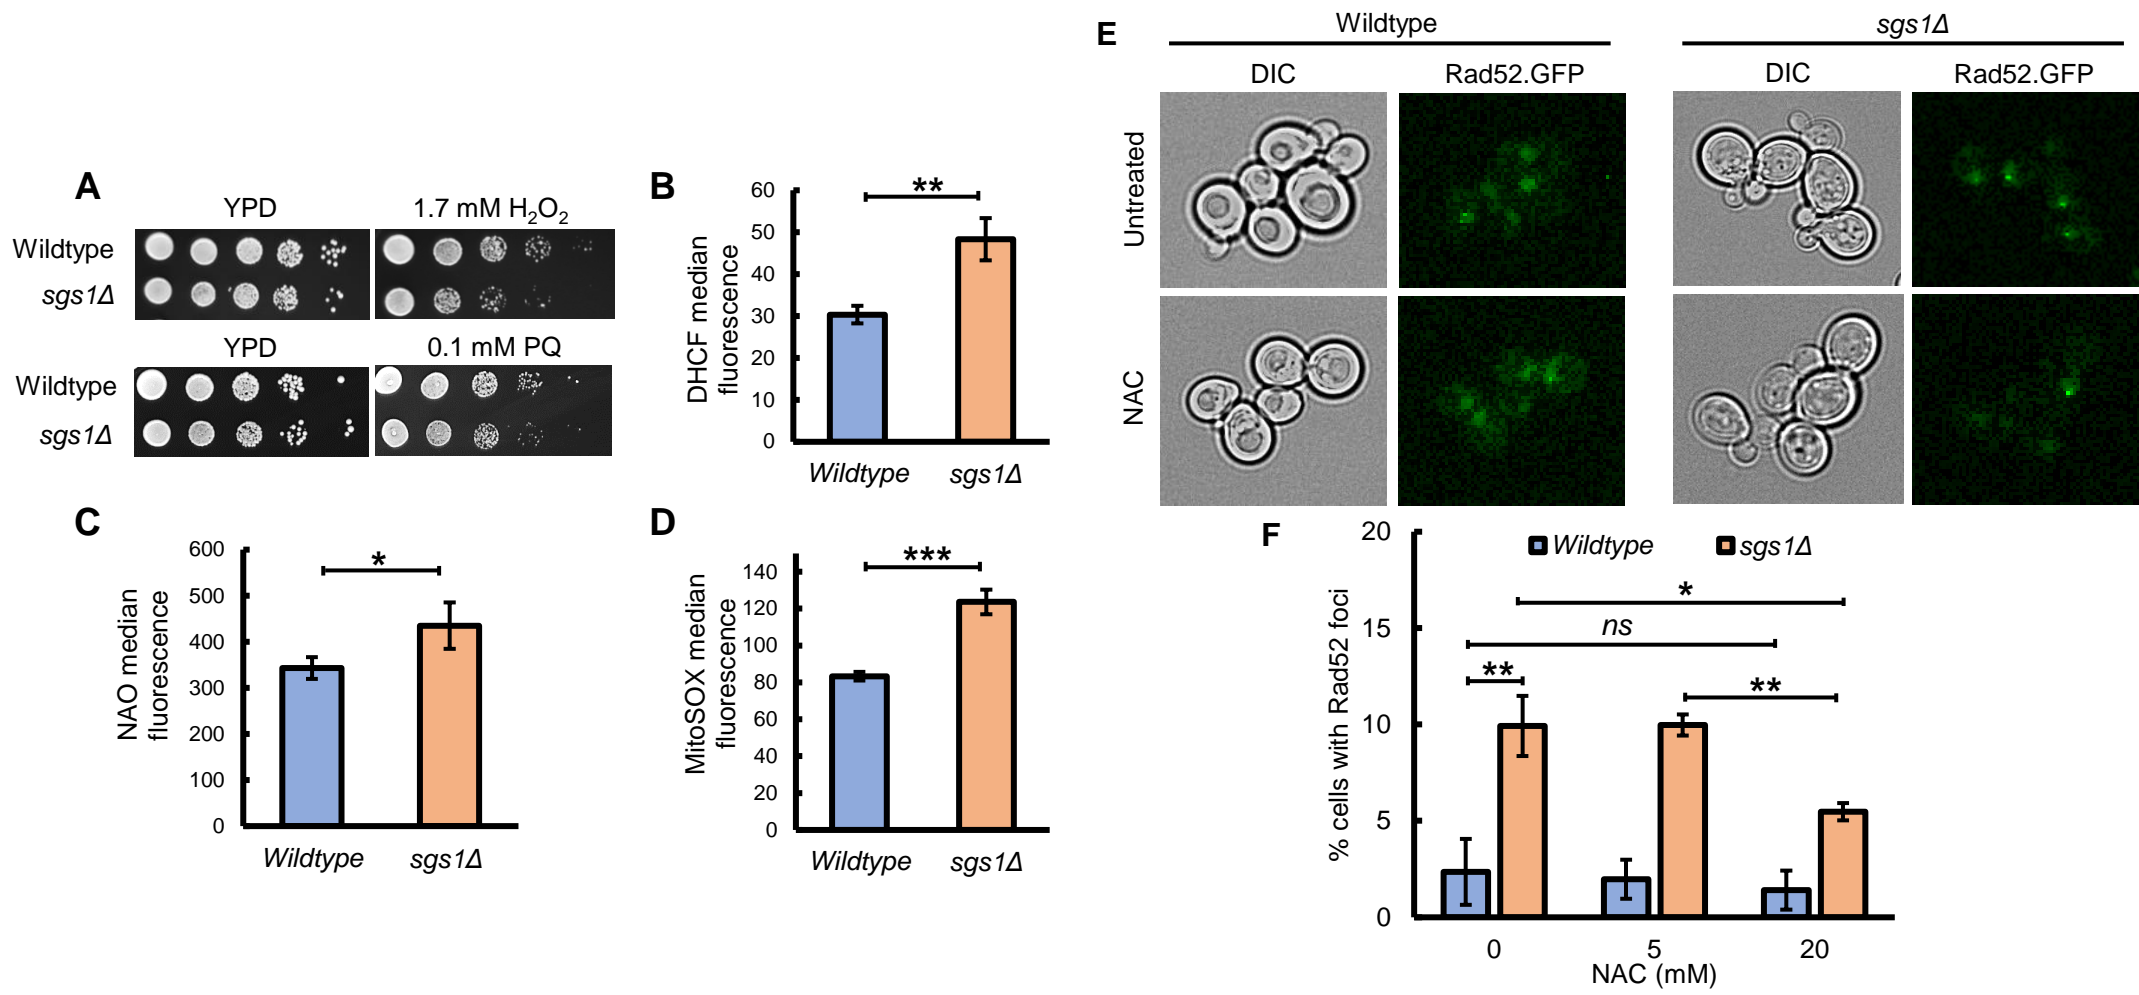 A
YPD
1.7 mM H₂O₂
Wildtype
sgs1Δ
YPD
0.1 mM PQ
Wildtype
sgs1Δ
B
60
50
40
30
20
10
0
DHCF median
fluorescence
**
Wildtype
sgs1Δ
C
600
500
400
300
200
100
0
NAO median
fluorescence
*
Wildtype
sgs1Δ
D
140
120
100
80
60
40
20
0
MitoSOX median
fluorescence
***
Wildtype
sgs1Δ
E
Wildtype
sgs1Δ
DIC
Rad52.GFP
DIC
Rad52.GFP
Untreated
NAC
F
20
15
10
5
0
% cells with Rad52 foci
Wildtype
sgs1Δ
*
ns
**
**
0
5
20
NAC (mM)